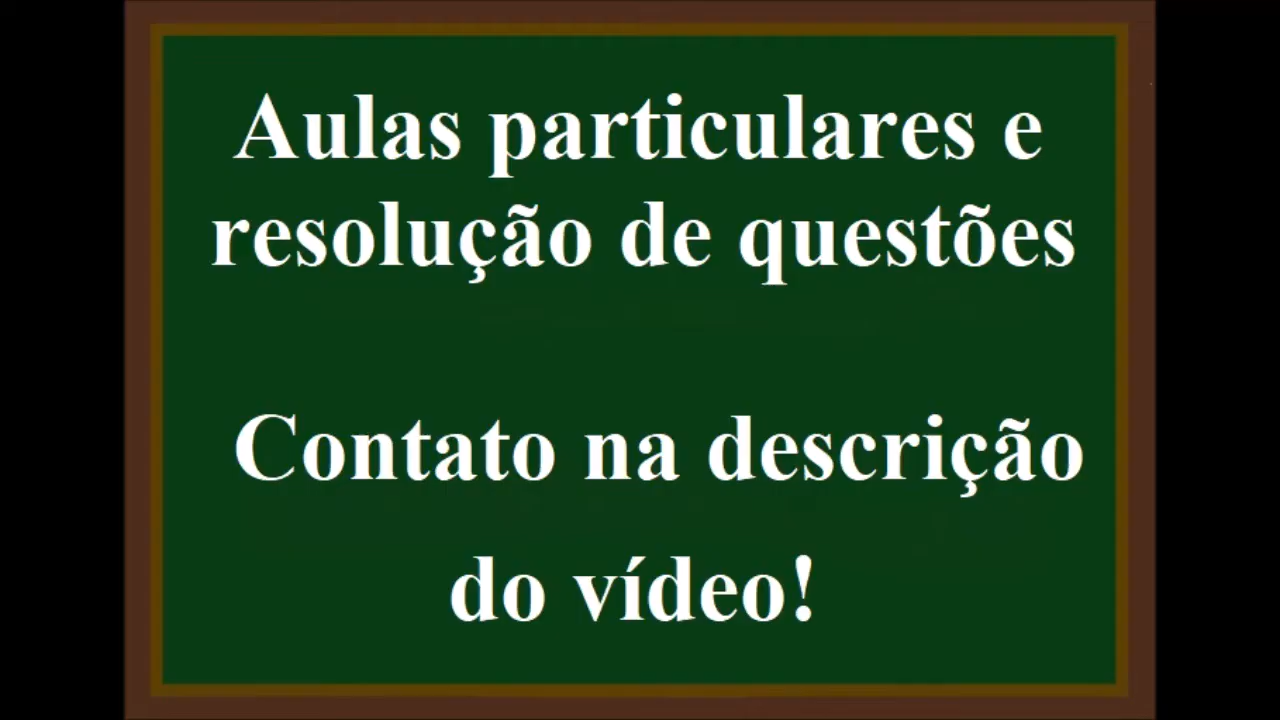 Aulas particulares e
resolução de questões
Contato na descrição
do vídeo!